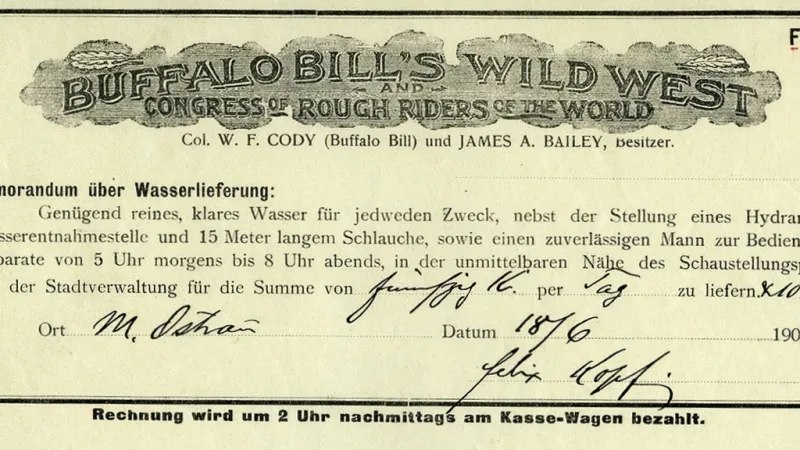 F
BUFFALO BILL'S WILD WEST
AND
CONGRESS OF ROUGH RIDERS OF THE WORLD
Col. W. F. CODY (Buffalo Bill) und JAMES A. BAILEY, Besitzer.
morandum über Wasserlieferung:
Genügend reines, klares Wasser für jedweden Zweck, nebst der Stellung eines Hydran
sserentnahmestelle und 15 Meter langem Schlauche, sowie einen zuverlässigen Mann zur Bedien
parate von 5 Uhr morgens bis 8 Uhr abends, in der unmittelbaren Nähe des Schaustellungsp
der Stadtverwaltung für die Summe von fünfzig K. per Tag zu liefern.
Ort M. Ostrau Datum 18/6 190
Felix Kopf
Rechnung wird um 2 Uhr nachmittags am Kasse-Wagen bezahlt.